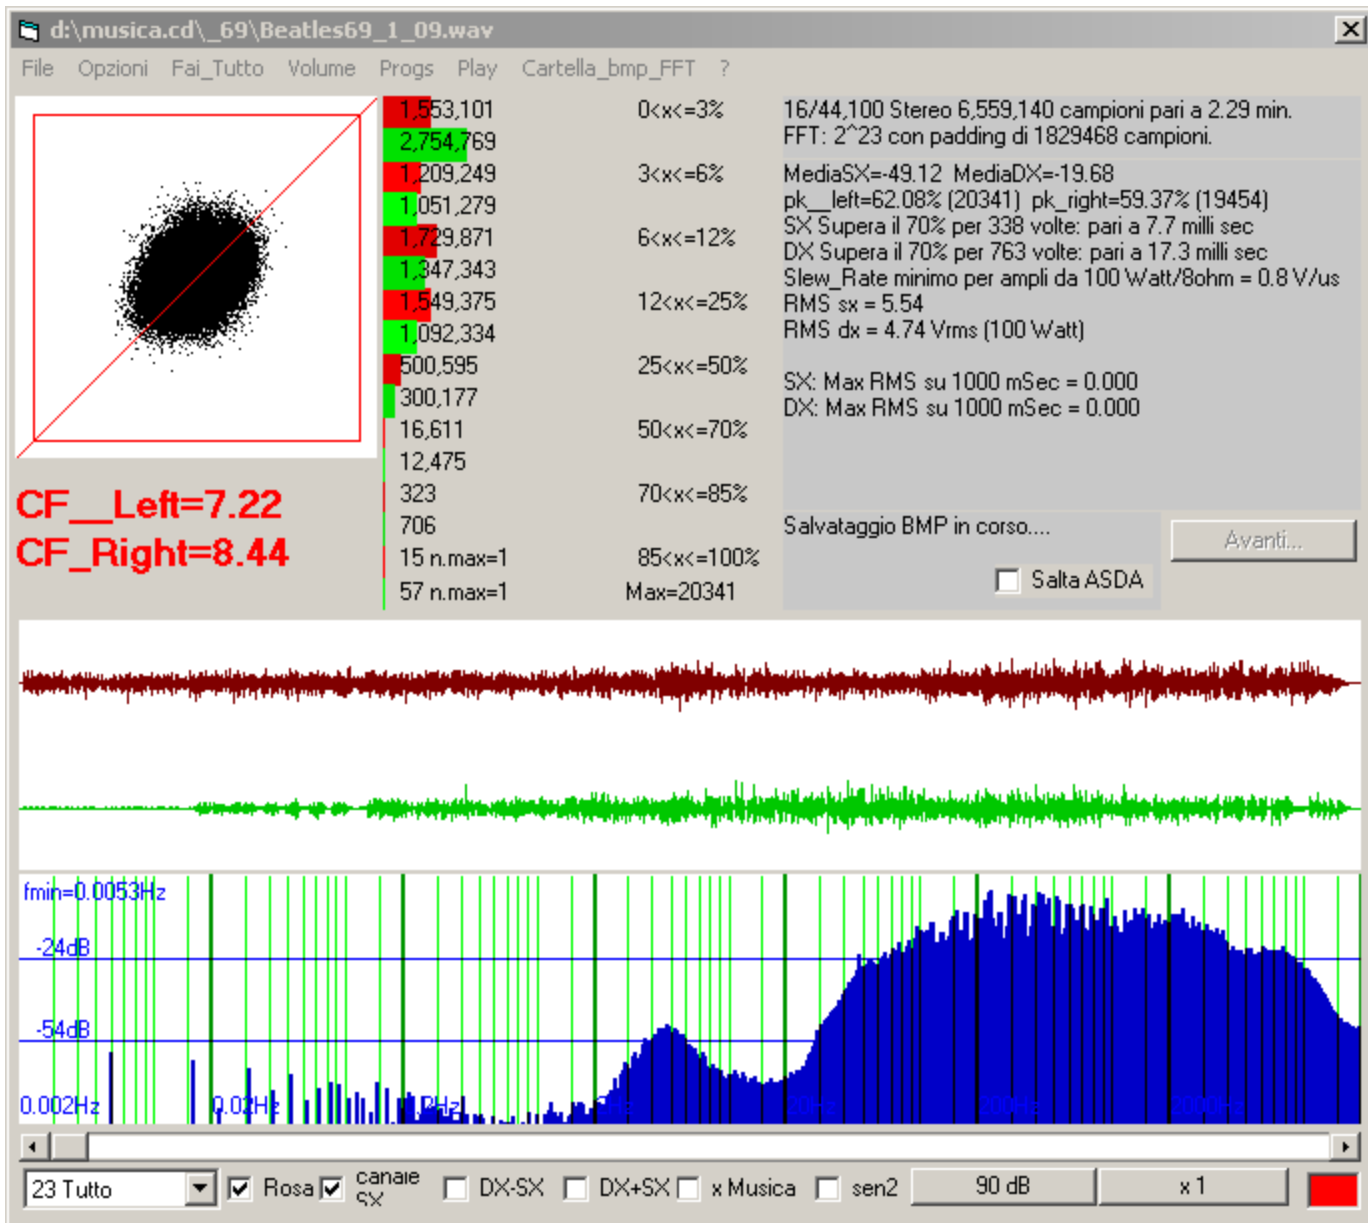 d:\musica.cd\_69\Beatles69_1_09.wav
File Opzioni Fai_Tutto Volume Progs Play Cartella_bmp_FFT ?
1,553,101 0<x<=3%
2,754,769
1,209,249 3<x<=6%
1,051,279
1,729,871 6<x<=12%
1,347,343
1,549,375 12<x<=25%
1,092,334
500,595 25<x<=50%
300,177
16,611 50<x<=70%
12,475
323 70<x<=85%
706
15 n.max=1 85<x<=100%
57 n.max=1 Max=20341
16/44,100 Stereo 6,559,140 campioni pari a 2.29 min.
FFT: 2^23 con padding di 1829468 campioni.
MediaSX=-49.12 MediaDX=-19.68
pk__left=62.08% (20341) pk_right=59.37% (19454)
SX Supera il 70% per 338 volte: pari a 7.7 milli sec
DX Supera il 70% per 763 volte: pari a 17.3 milli sec
Slew_Rate minimo per ampli da 100 Watt/8ohm = 0.8 V/us
RMS sx = 5.54
RMS dx = 4.74 Vrms (100 Watt)
SX: Max RMS su 1000 mSec = 0.000
DX: Max RMS su 1000 mSec = 0.000
CF__Left=7.22
CF_Right=8.44
Salvataggio BMP in corso....
Avanti...
Salta ASDA
fmin=0.0053Hz
-24dB
-54dB
0.002Hz 0.02Hz 20Hz 200Hz 2000Hz
23 Tutto Rosa canale SX DX-SX DX+SX x Musica sen2 90 dB x 1